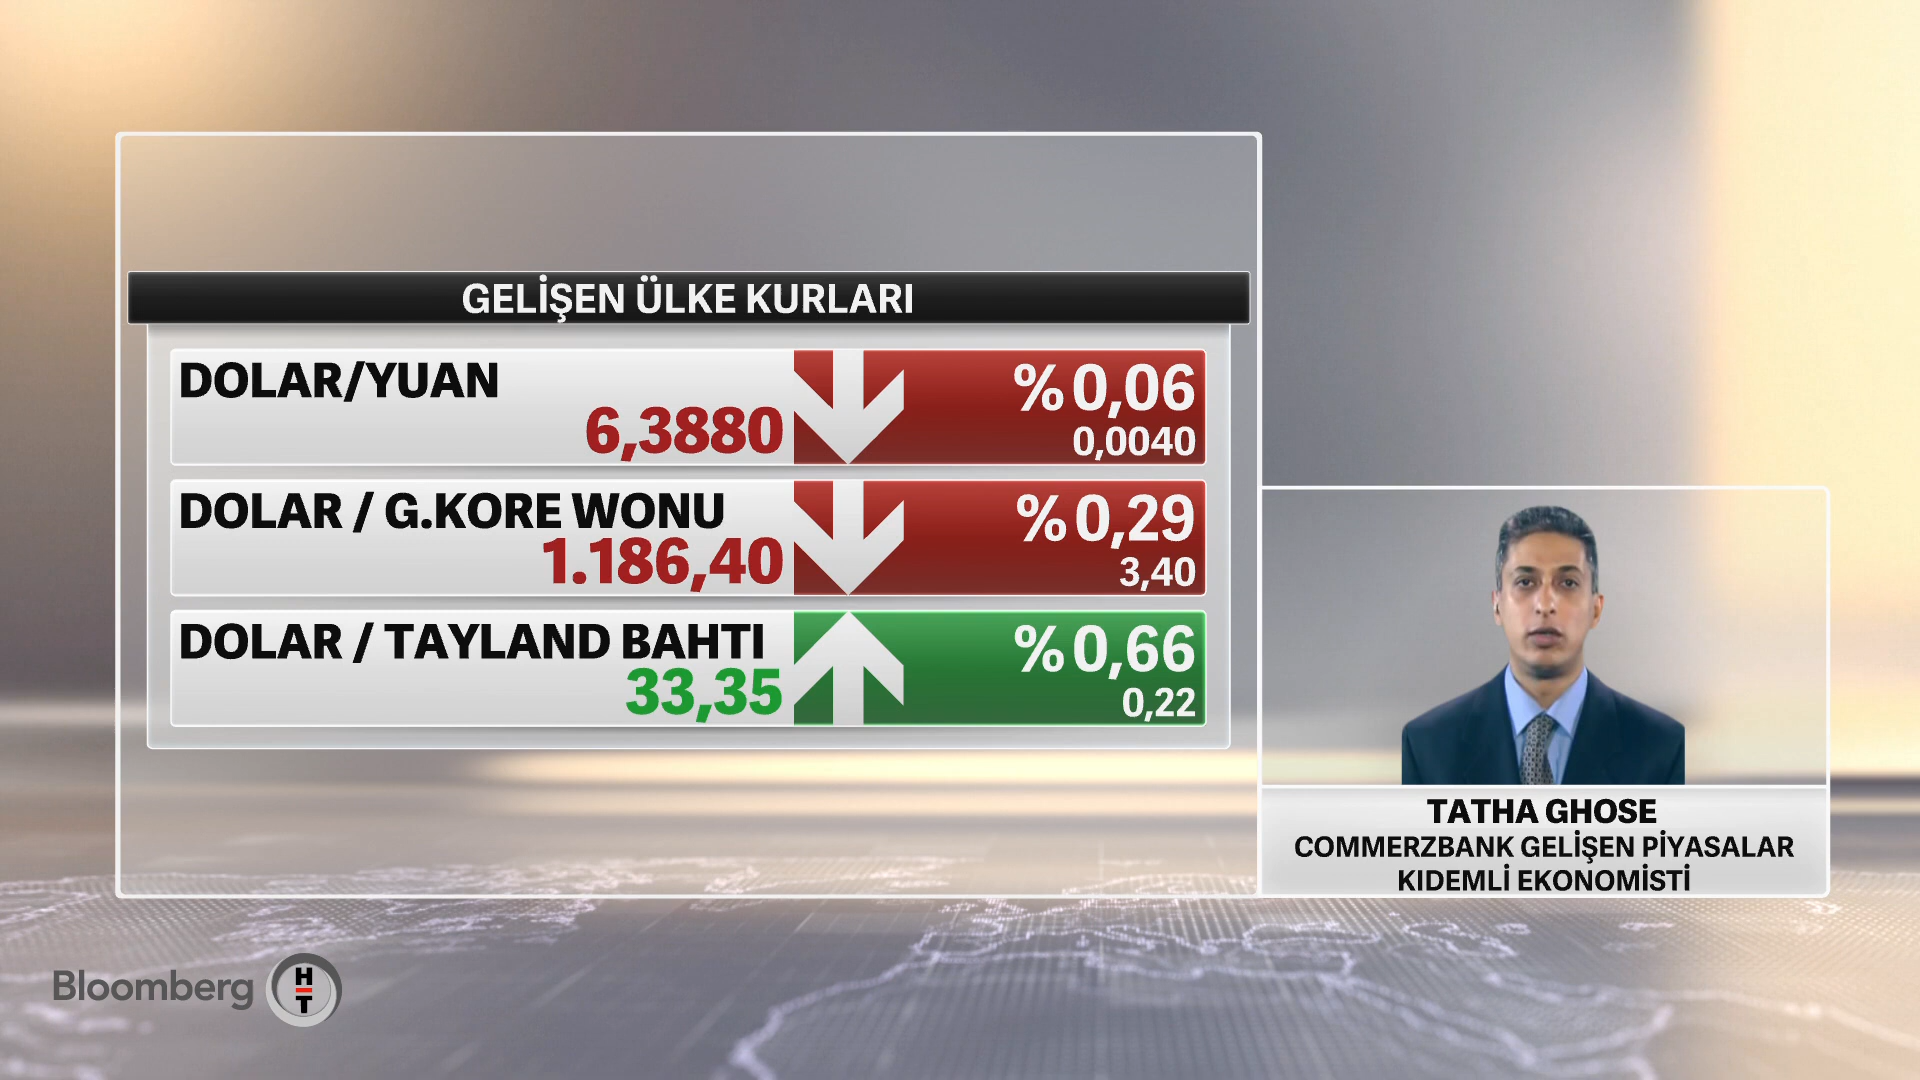 GELİŞEN ÜLKE KURLARI
DOLAR/YUAN
6,3880
%0,06
0,0040
DOLAR / G.KORE WONU
1.186,40
%0,29
3,40
DOLAR / TAYLAND BAHTI
33,35
%0,66
0,22
TATHA GHOSE
COMMERZBANK GELİŞEN PİYASALAR
KIDEMLİ EKONOMİSTİ
Bloomberg HT